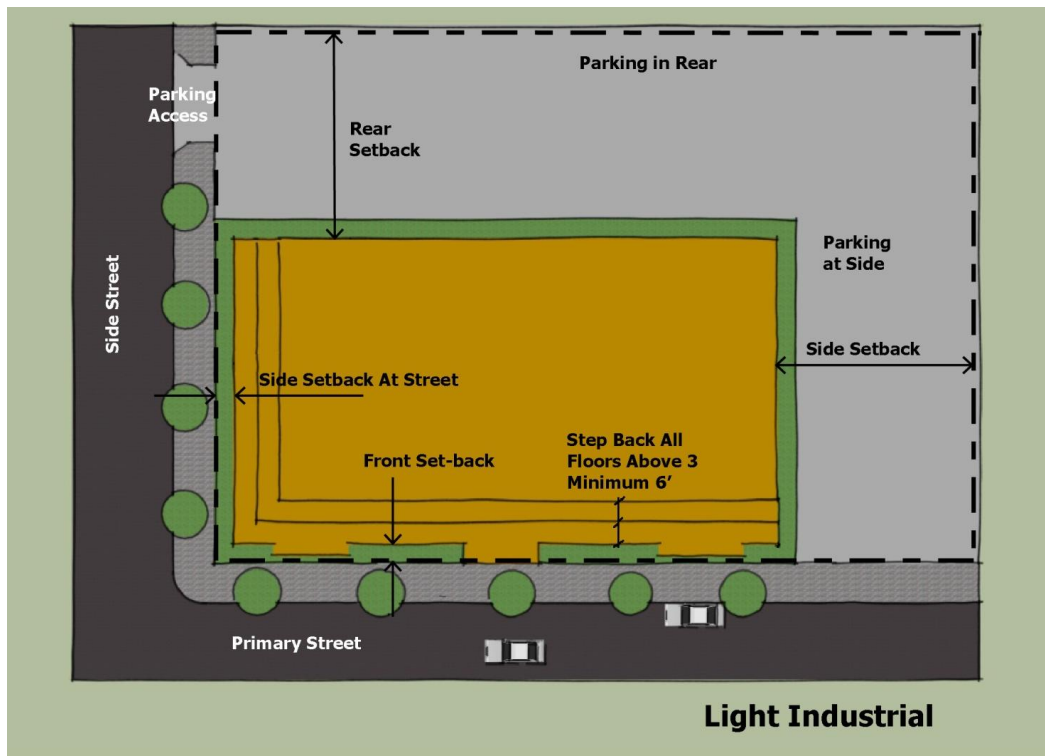 Parking in Rear
Parking
Access
Rear
Setback
Parking
at Side
Side Street
Side Setback
Side Setback At Street
Step Back All
Floors Above 3
Minimum 6’
Front Set-back
Primary Street
Light Industrial